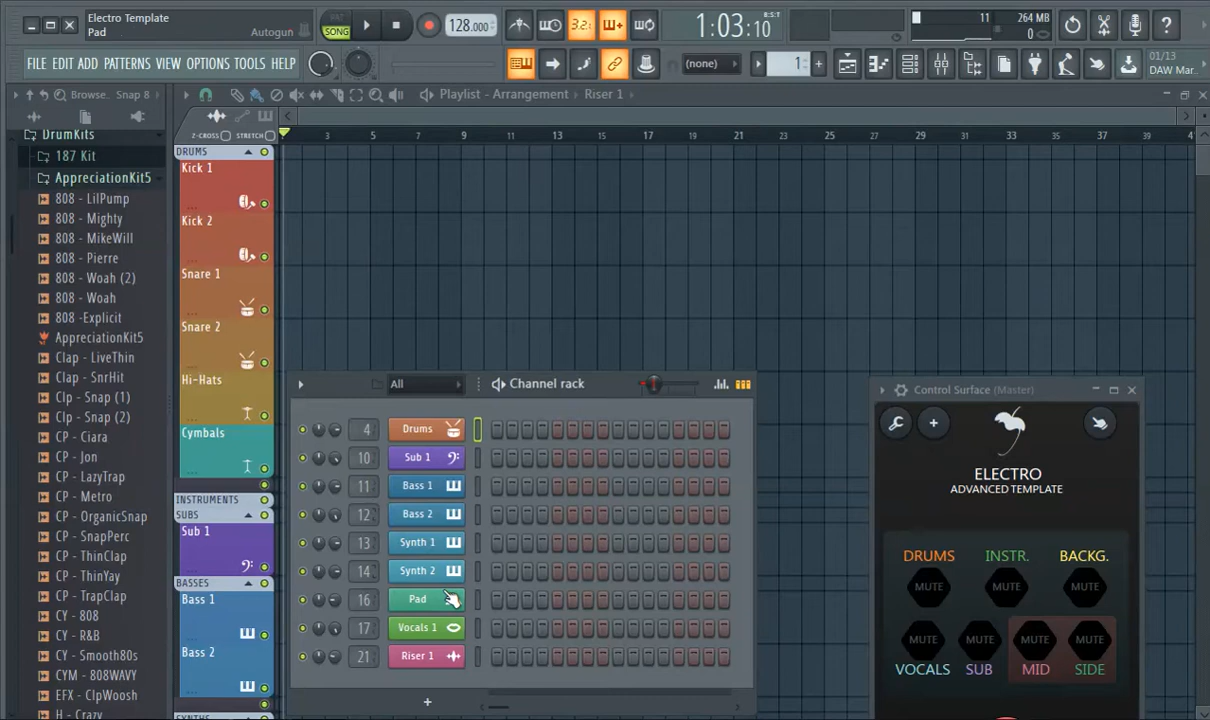 Electro Template
Pad
Autogun
SONG
128.000
3.2.
1:03:10
B:S:T
11
264 MB
0
FILE EDIT ADD PATTERNS VIEW OPTIONS TOOLS HELP
(none)
1
01/13
DAW Mar..
Browse..
Snap 8
Playlist - Arrangement
Riser 1
Z-CROSS
STRETCH
3
5
7
9
11
13
15
17
19
21
25
27
29
31
33
35
37
DrumKits
187 Kit
AppreciationKit5
808 - LilPump
808 - Mighty
808 - MikeWill
808 - Pierre
808 - Woah (2)
808 - Woah
808 -Explicit
AppreciationKit5
Clap - LiveThin
Clap - SnrHit
Clp - Snap (1)
Clp - Snap (2)
CP - Ciara
CP - Jon
CP - LazyTrap
CP - Metro
CP - OrganicSnap
CP - SnapPerc
CP - ThinClap
CP - ThinYay
CP - TrapClap
CY - 808
CY - R&B
CY - Smooth80s
CYM - 808WAVY
EFX - ClpWoosh
H - Crazy
DRUMS
Kick 1
Kick 2
Snare 1
Snare 2
Hi-Hats
Cymbals
INSTRUMENTS
SUBS
Sub 1
BASSES
Bass 1
Bass 2
All
Channel rack
4 Drums
10 Sub 1
11 Bass 1
12 Bass 2
13 Synth 1
14 Synth 2
16 Pad
17 Vocals 1
21 Riser 1
+
Control Surface (Master)
ELECTRO
ADVANCED TEMPLATE
DRUMS
INSTR.
BACKG.
MUTE
MUTE
MUTE
MUTE
MUTE
MUTE
MUTE
VOCALS
SUB
MID
SIDE